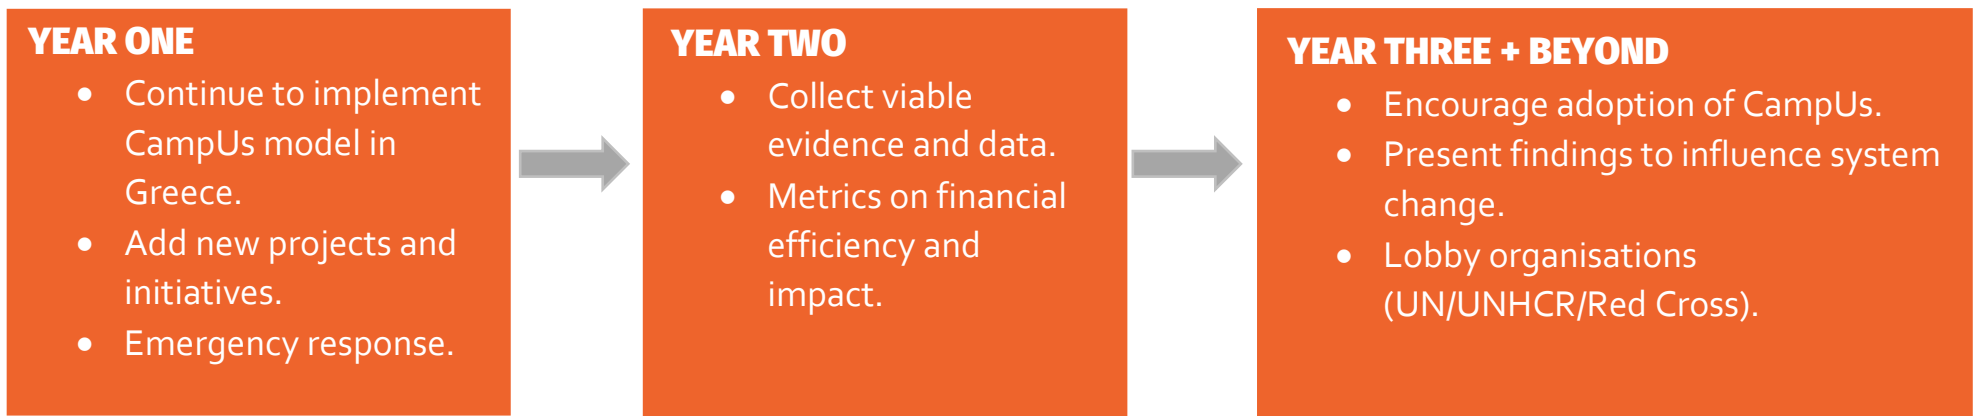 YEAR ONE
• Continue to implement
CampUs model in
Greece.
• Add new projects and
initiatives.
• Emergency response.
YEAR TWO
• Collect viable
evidence and data.
• Metrics on financial
efficiency and
impact.
YEAR THREE + BEYOND
• Encourage adoption of CampUs.
• Present findings to influence system
change.
• Lobby organisations
(UN/UNHCR/Red Cross).